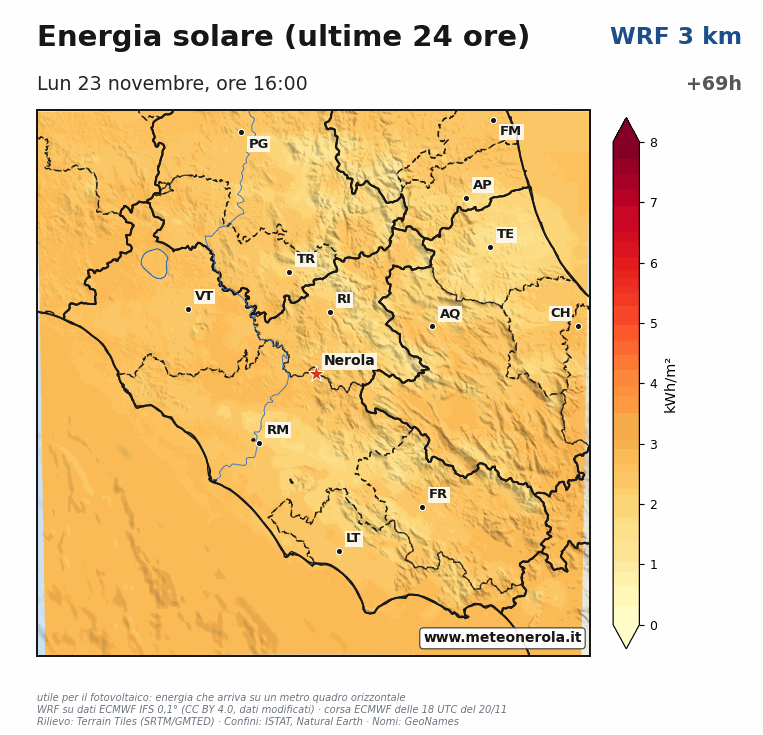 Energia solare (ultime 24 ore)
WRF 3 km
Lun 23 novembre, ore 16:00
+69h
PG
FM
AP
TE
TR
VT
RI
AQ
CH
Nerola
RM
FR
LT
www.meteonerola.it
8
7
6
5
4
3
2
1
0
kWh/m²
utile per il fotovoltaico: energia che arriva su un metro quadro orizzontale
WRF su dati ECMWF IFS 0,1° (CC BY 4.0, dati modificati) · corsa ECMWF delle 18 UTC del 20/11
Rilievo: Terrain Tiles (SRTM/GMTED) · Confini: ISTAT, Natural Earth · Nomi: GeoNames